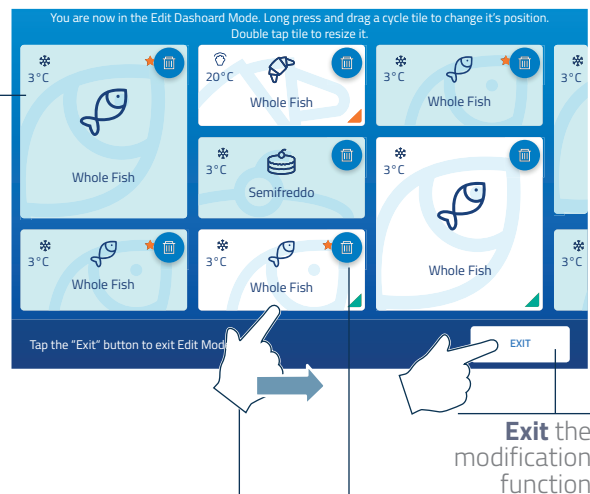 You are now in the Edit Dashoard Mode. Long press and drag a cycle tile to change it's position.
Double tap tile to resize it.
3°C
Whole Fish
20°C
Whole Fish
3°C
Whole Fish
3°C
3°C
Semifreddo
3°C
Whole Fish
3°C
Whole Fish
3°C
Whole Fish
3°C
Tap the "Exit" button to exit Edit Mod
EXIT
Exit the
modification
function